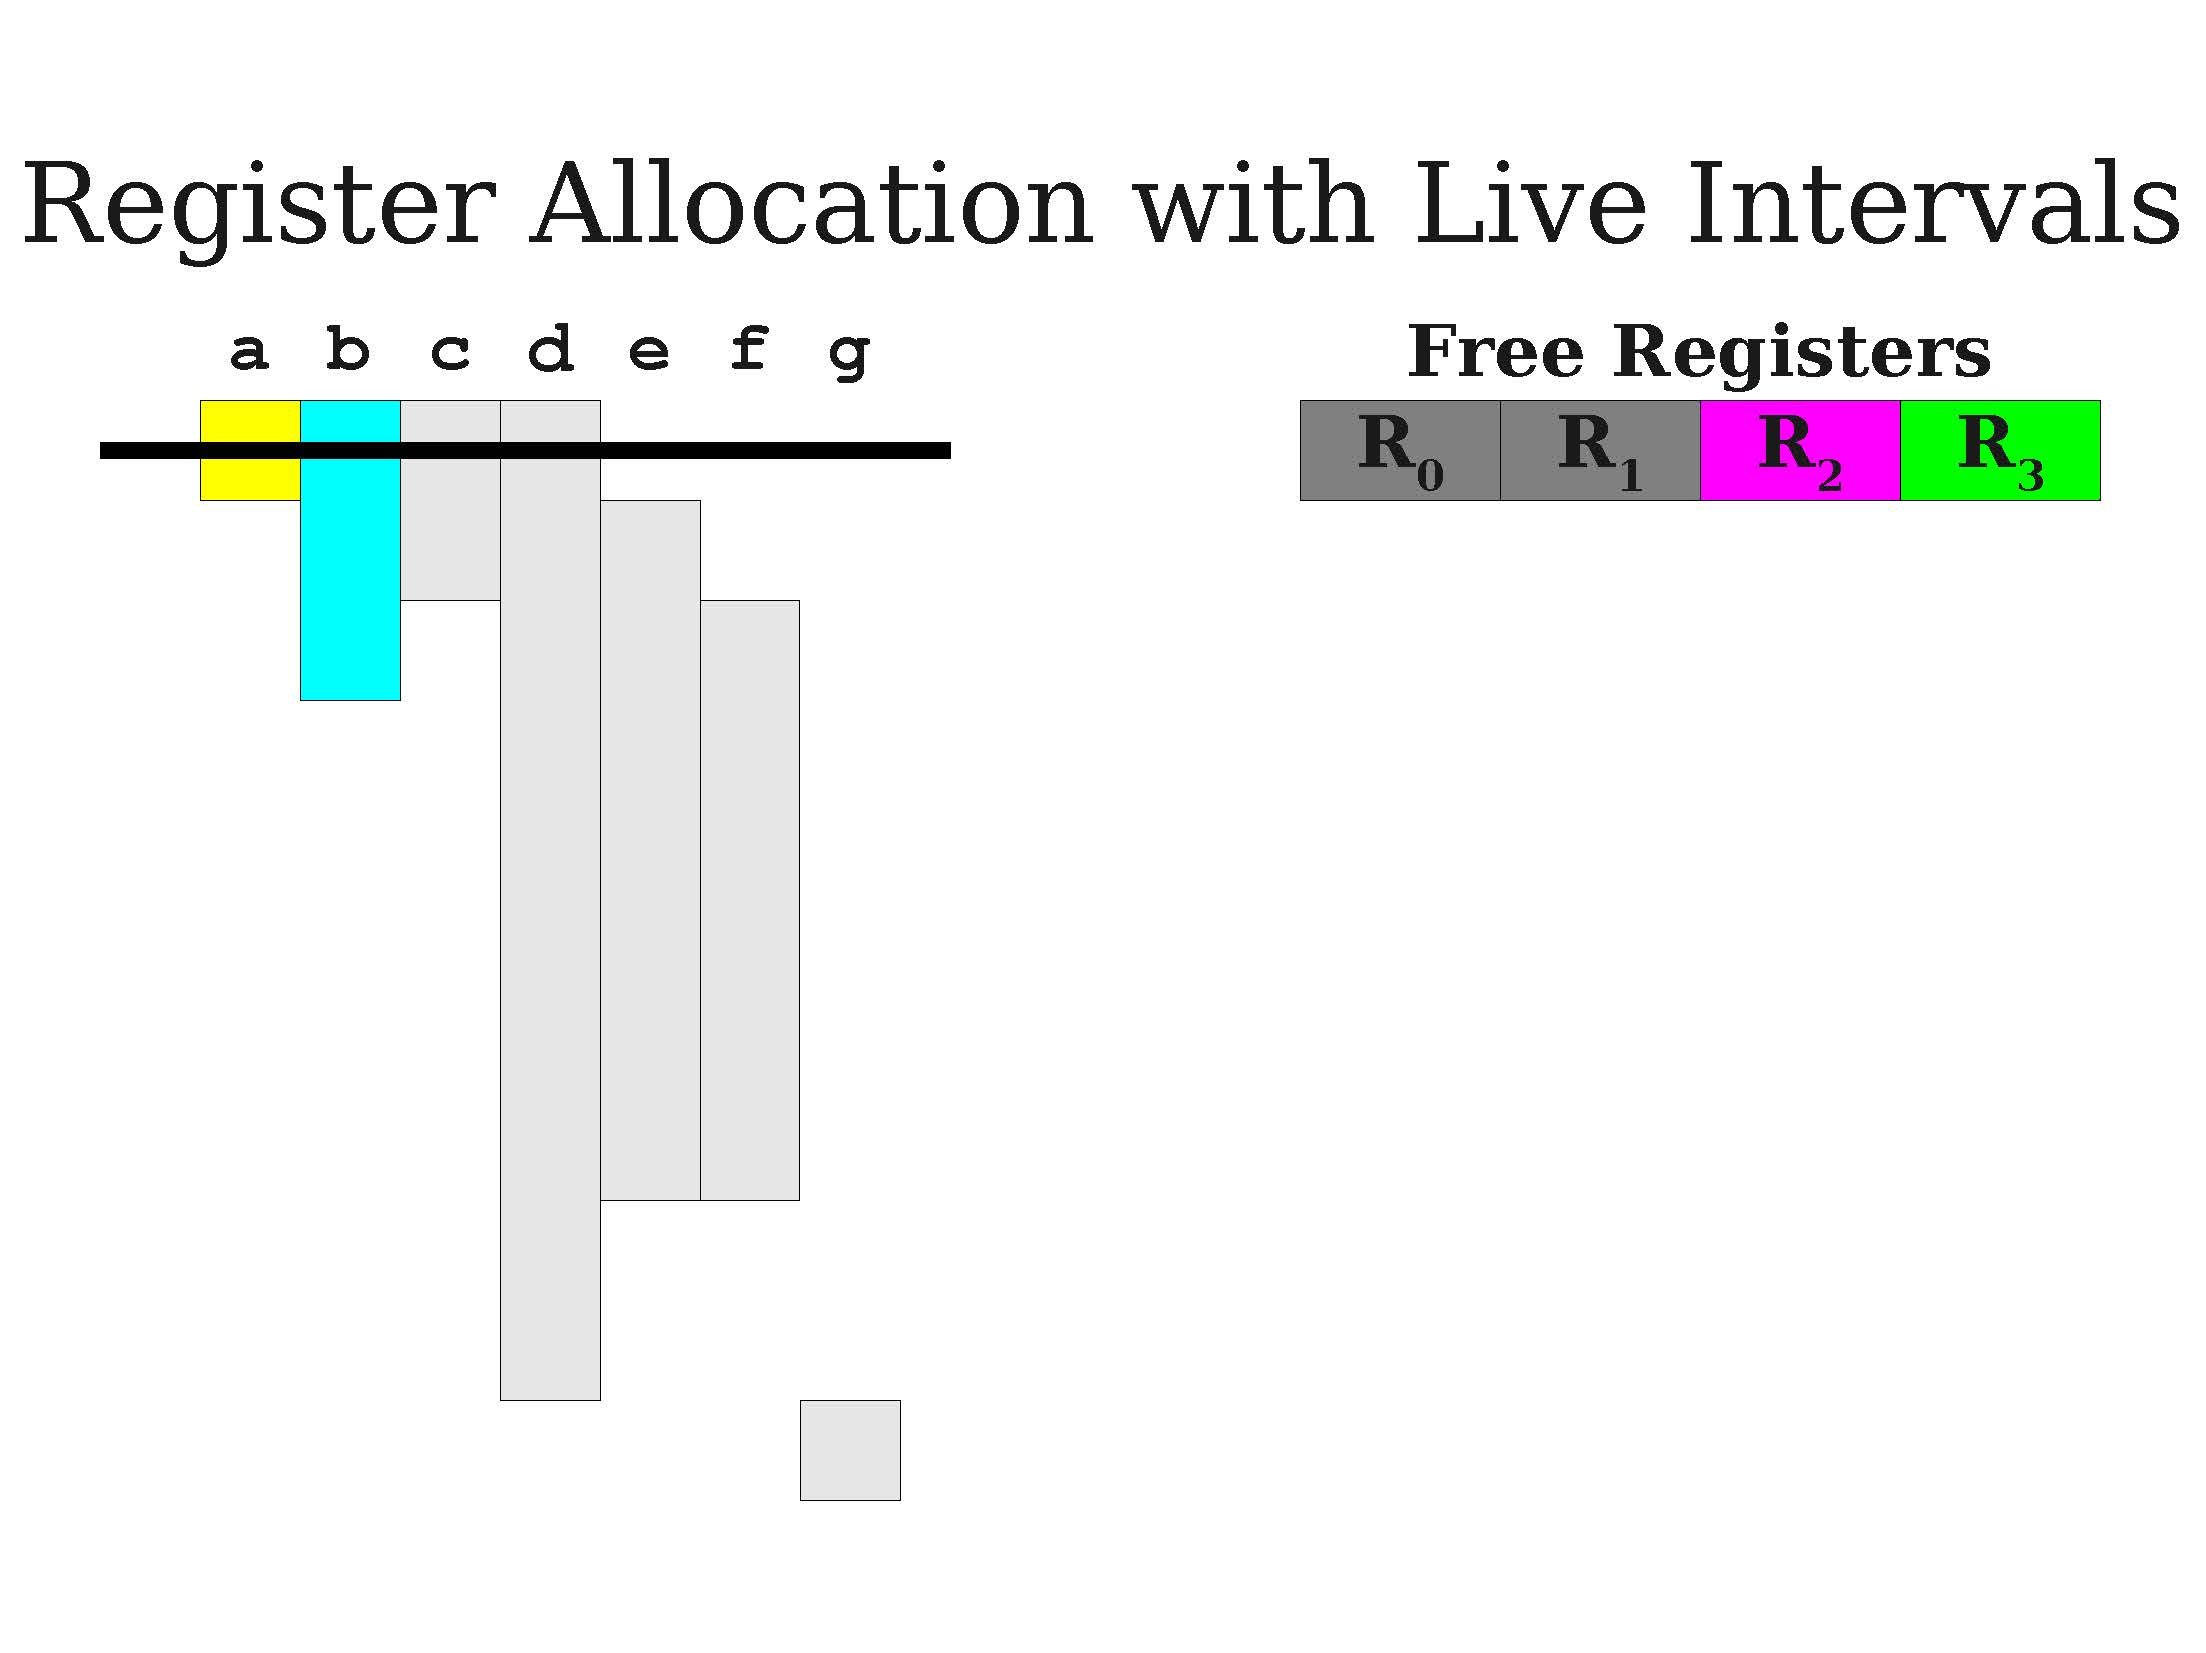 Register Allocation with Live Intervals
a b c d e f g
Free Registers
R0 R1 R2 R3